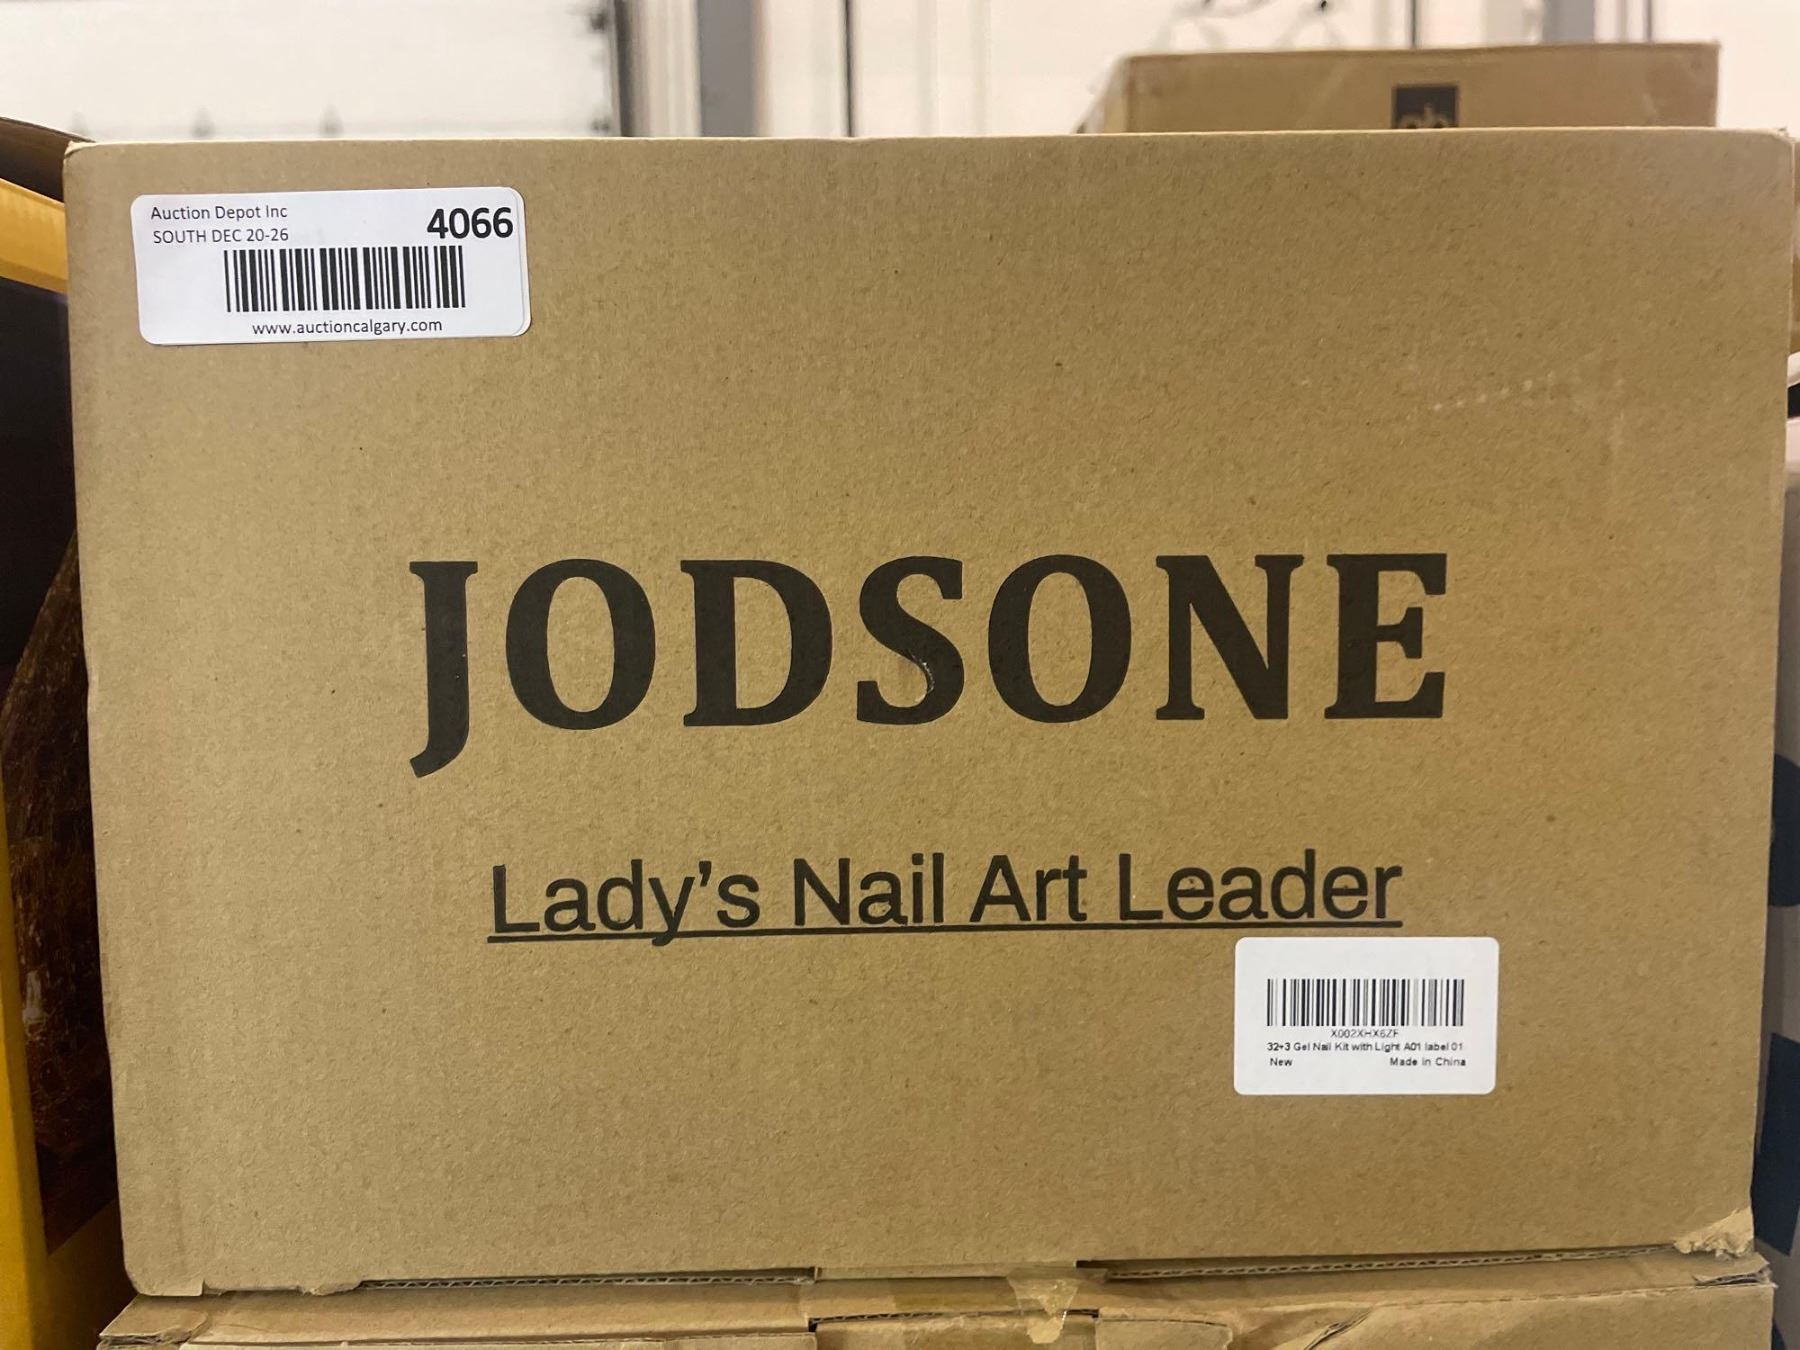 Auction Depot Inc
4066
SOUTH DEC 20-26
www.auctioncalgary.com
JODSONE
Lady's Nail Art Leader
X002XHX6ZF
32+3 Gel Nail Kit with Light A01 label 01
New Made in China